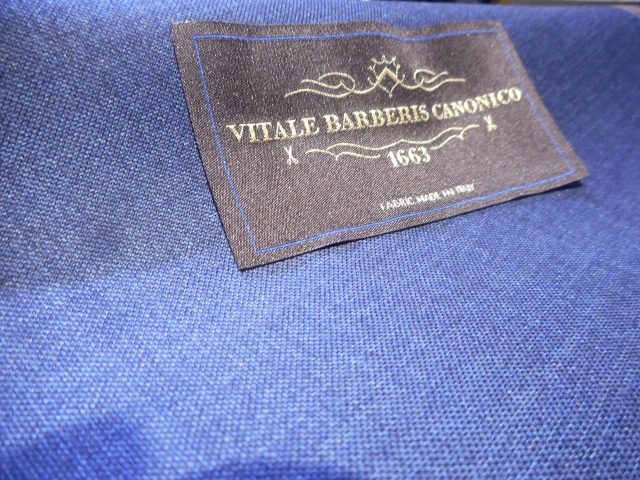 VITALE BARBERIS CANONICO
1663
FABRIC MADE IN ITALY